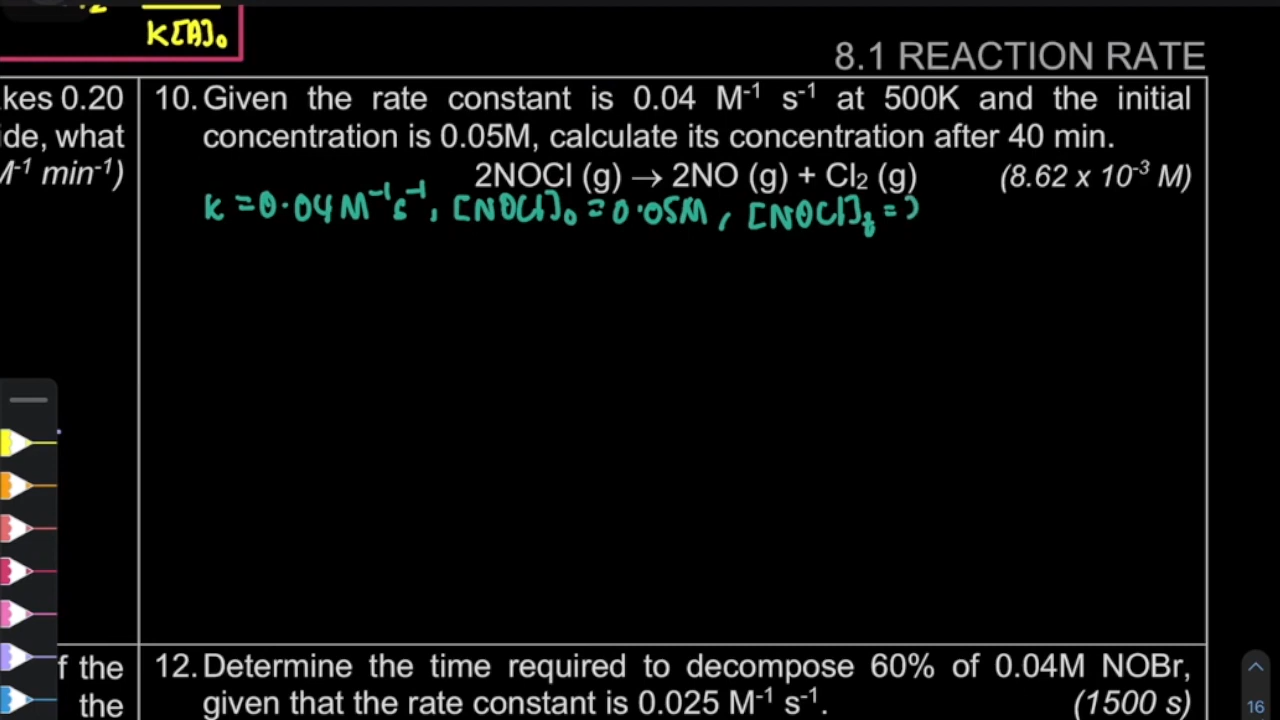 K[A]₀
8.1 REACTION RATE
kes 0.20
ide, what
M⁻¹ min⁻¹)
10. Given the rate constant is 0.04 M⁻¹ s⁻¹ at 500K and the initial
concentration is 0.05M, calculate its concentration after 40 min.
2NOCl (g) → 2NO (g) + Cl₂ (g) (8.62 x 10⁻³ M)
K = 0.04 M⁻¹s⁻¹, [NOCl]₀ = 0.05M, [NOCl]ₜ = ?
f the
the
12. Determine the time required to decompose 60% of 0.04M NOBr,
given that the rate constant is 0.025 M⁻¹ s⁻¹. (1500 s)
16